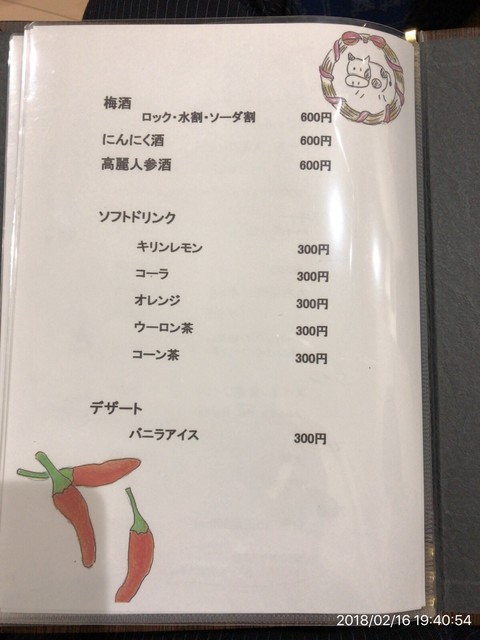 梅酒
ロック・水割・ソーダ割 600円
にんにく酒 600円
高麗人参酒 600円
ソフトドリンク
キリンレモン 300円
コーラ 300円
オレンジ 300円
ウーロン茶 300円
コーン茶 300円
デザート
バニラアイス 300円
2018/02/16 19:40:54